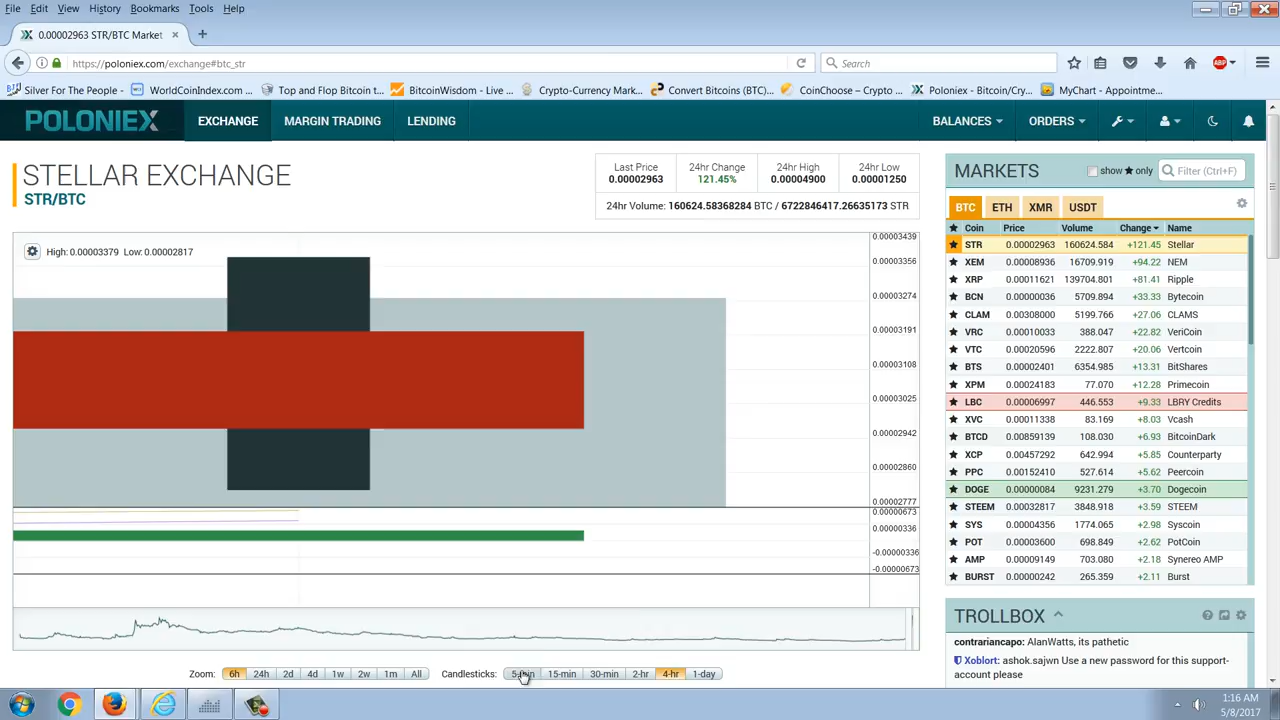 File Edit View History Bookmarks Tools Help
0.00002963 STR/BTC Market
https://poloniex.com/exchange#btc_str
Search
ABP
Silver For The People - WorldCoinIndex.com ... Top and Flop Bitcoin t... BitcoinWisdom - Live ... Crypto-Currency Mark... Convert Bitcoins (BTC)... CoinChoose – Crypto ... Poloniex - Bitcoin/Cry... MyChart - Appointme...
POLONIEX EXCHANGE MARGIN TRADING LENDING BALANCES ORDERS
STELLAR EXCHANGE
STR/BTC
Last Price 24hr Change 24hr High 24hr Low
0.00002963 121.45% 0.00004900 0.00001250
24hr Volume: 160624.58368284 BTC / 6722846417.26635173 STR
High: 0.00003379 Low: 0.00002817
0.00003439
0.00003356
0.00003274
0.00003191
0.00003108
0.00003025
0.00002942
0.00002860
0.00002777
0.00000673
0.00000336
-0.00000336
-0.00000673
Zoom: 6h 24h 2d 4d 1w 2w 1m All Candlesticks: 15-min 30-min 2-hr 4-hr 1-day
MARKETS show ★ only Filter (Ctrl+F)
BTC ETH XMR USDT
Coin Price Volume Change Name
STR 0.00002963 160624.584 +121.45 Stellar
XEM 0.00008936 16709.919 +94.22 NEM
XRP 0.00011621 139704.801 +81.41 Ripple
BCN 0.00000036 5709.894 +33.33 Bytecoin
CLAM 0.00308000 5199.766 +27.06 CLAMS
VRC 0.00010033 388.047 +22.82 VeriCoin
VTC 0.00020596 2222.807 +20.06 Vertcoin
BTS 0.00002401 6354.985 +13.31 BitShares
XPM 0.00024183 77.070 +12.28 Primecoin
LBC 0.00006997 446.553 +9.33 LBRY Credits
XVC 0.00011338 83.169 +8.03 Vcash
BTCD 0.00859139 108.030 +6.93 BitcoinDark
XCP 0.00457292 642.994 +5.85 Counterparty
PPC 0.00152410 527.614 +5.62 Peercoin
DOGE 0.00000084 9231.279 +3.70 Dogecoin
STEEM 0.00032817 3848.918 +3.59 STEEM
SYS 0.00004356 1774.065 +2.98 Syscoin
POT 0.00003600 698.849 +2.62 PotCoin
AMP 0.00009149 703.080 +2.18 Synereo AMP
BURST 0.00000242 265.359 +2.11 Burst
TROLLBOX
contrariancapo: AlanWatts, its pathetic
Xoblort: ashok.sajwn Use a new password for this support-
account please
1:16 AM
5/8/2017